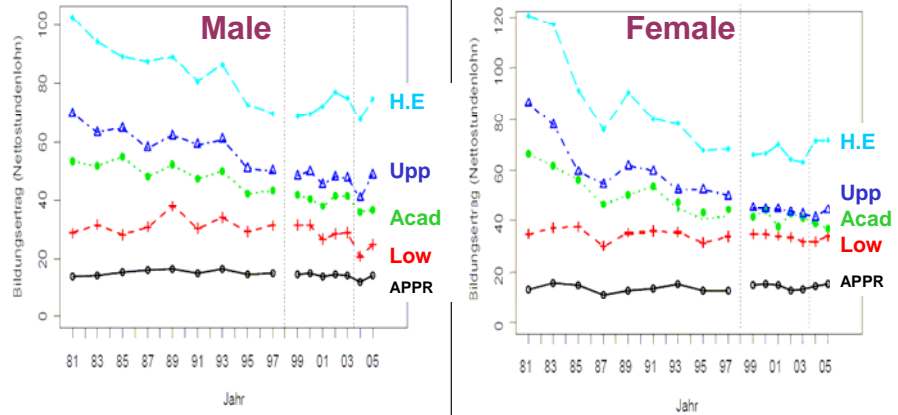 Male
Bildungsertrag (Nettostundenlohn)
100
80
60
40
20
0
81 83 85 87 89 91 93 95 97 99 01 03 05
Jahr
H.E
Upp
Acad
Low
APPR
Female
Bildungsertrag (Nettostundenlohn)
120
100
80
60
40
20
0
81 83 85 87 89 91 93 95 97 99 01 03 05
Jahr
H.E
Upp
Acad
Low
APPR